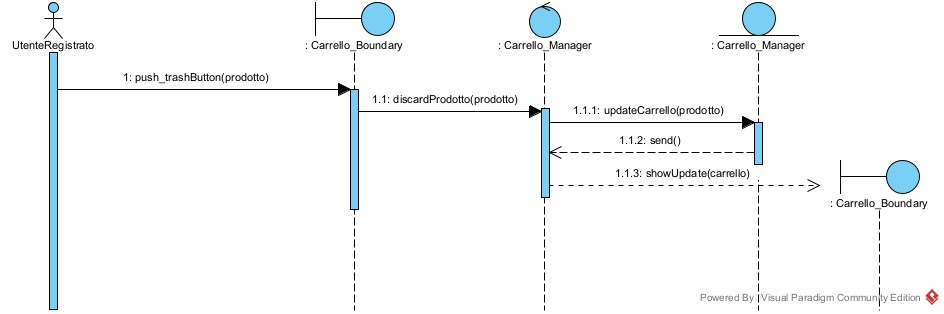 UtenteRegistrato
: Carrello_Boundary
: Carrello_Manager
: Carrello_Manager
1: push_trashButton(prodotto)
1.1: discardProdotto(prodotto)
1.1.1: updateCarrello(prodotto)
1.1.2: send()
1.1.3: showUpdate(carrello)
: Carrello_Boundary
Powered By Visual Paradigm Community Edition